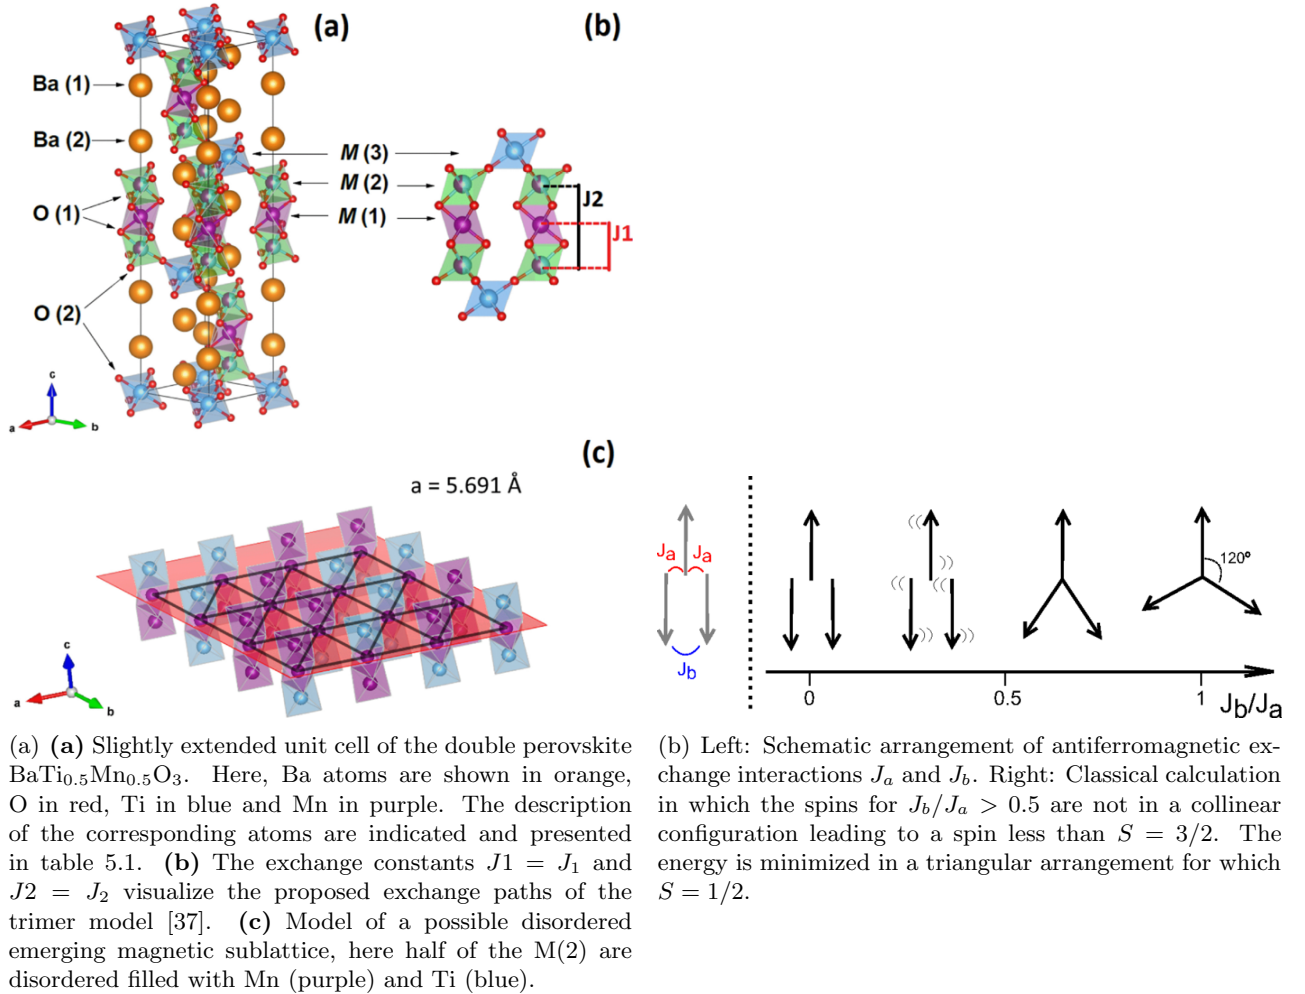 (a)
(b)
Ba (1)
Ba (2)
O (1)
O (2)
M (3)
M (2)
M (1)
J2
J1
c
a
b
(c)
a = 5.691 Å
c
a
b
Ja Ja
Jb
120°
0 0.5 1 Jb/Ja
(a) (a) Slightly extended unit cell of the double perovskite
BaTi0.5Mn0.5O3. Here, Ba atoms are shown in orange,
O in red, Ti in blue and Mn in purple. The description
of the corresponding atoms are indicated and presented
in table 5.1. (b) The exchange constants J1 = J1 and
J2 = J2 visualize the proposed exchange paths of the
trimer model [37]. (c) Model of a possible disordered
emerging magnetic sublattice, here half of the M(2) are
disordered filled with Mn (purple) and Ti (blue).
(b) Left: Schematic arrangement of antiferromagnetic ex-
change interactions Ja and Jb. Right: Classical calculation
in which the spins for Jb/Ja > 0.5 are not in a collinear
configuration leading to a spin less than S = 3/2. The
energy is minimized in a triangular arrangement for which
S = 1/2.